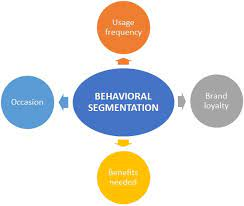 Usage
frequency
Occasion
BEHAVIORAL
SEGMENTATION
Brand
loyalty
Benefits
needed